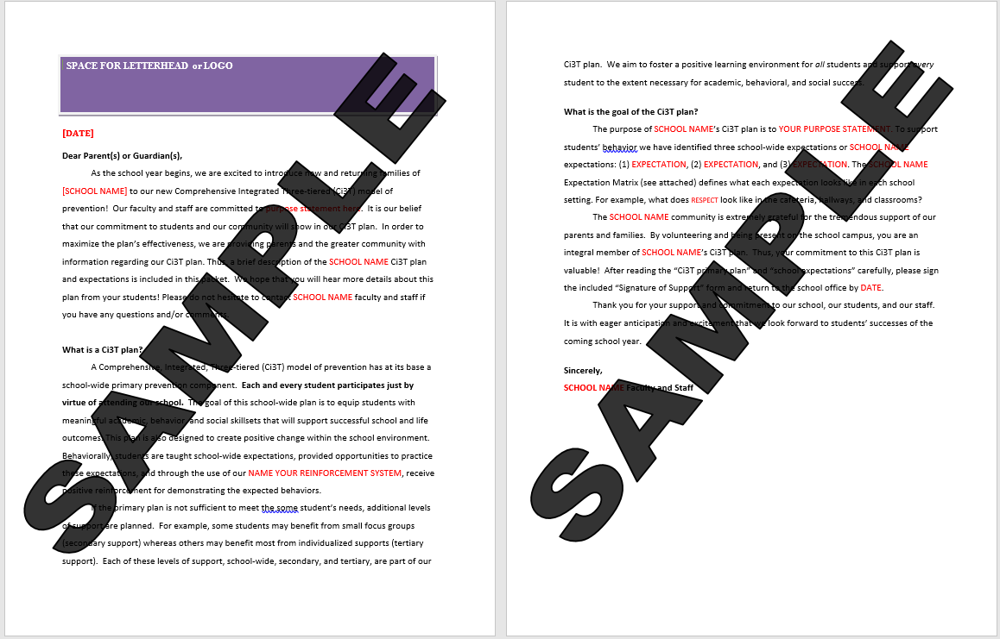 SPACE FOR LETTERHEAD or LOGO
[DATE]
Dear Parent(s) or Guardian(s),
As the school year begins, we are excited to introduce new and returning families of
[SCHOOL NAME] to our new Comprehensive Integrated Three-tiered (Ci3T) model of
prevention! Our faculty and staff are committed to purpose statement here. It is our belief
that our commitment to students and our community will show in our Ci3T plan. In order to
maximize the plan's effectiveness, we are providing parents and the greater community with
information regarding our Ci3T plan. Thus, a brief description of the SCHOOL NAME Ci3T plan
and expectations is included in this packet. We hope that you will hear more details about this
plan from your students! Please do not hesitate to contact SCHOOL NAME faculty and staff if
you have any questions and/or comments.
What is a Ci3T plan?
A Comprehensive, Integrated, Three-tiered (Ci3T) model of prevention has at its base a
school-wide primary prevention component. Each and every student participates just by
virtue of attending our school. The goal of this school-wide plan is to equip students with
meaningful academic, behavior, and social skillsets that will support successful school and life
outcomes. This plan is also designed to create positive change within the school environment.
Behaviorally, students are taught school-wide expectations, provided opportunities to practice
these expectations, and through the use of our NAME YOUR REINFORCEMENT SYSTEM, receive
positive reinforcement for demonstrating the expected behaviors.
If the primary plan is not sufficient to meet the some student's needs, additional levels
of support are planned. For example, some students may benefit from small focus groups
(secondary support) whereas others may benefit most from individualized supports (tertiary
support). Each of these levels of support, school-wide, secondary, and tertiary, are part of our
SAMPLE
Ci3T plan. We aim to foster a positive learning environment for all students and support every
student to the extent necessary for academic, behavioral, and social success.
What is the goal of the Ci3T plan?
The purpose of SCHOOL NAME's Ci3T plan is to YOUR PURPOSE STATEMENT. To support
students' behavior we have identified three school-wide expectations or SCHOOL NAME
expectations: (1) EXPECTATION, (2) EXPECTATION, and (3) EXPECTATION. The SCHOOL NAME
Expectation Matrix (see attached) defines what each expectation looks like in each school
setting. For example, what does RESPECT look like in the cafeteria, hallways, and classrooms?
The SCHOOL NAME community is extremely grateful for the tremendous support of our
parents and families. By volunteering and being present on the school campus, you are an
integral member of SCHOOL NAME's Ci3T plan. Thus, your commitment to this Ci3T plan is
valuable! After reading the “Ci3T primary plan” and “school expectations” carefully, please sign
the included “Signature of Support” form and return to the school office by DATE.
Thank you for your support and commitment to our school, our students, and our staff.
It is with eager anticipation and excitement that we look forward to students' successes of the
coming school year.
Sincerely,
SCHOOL NAME Faculty and Staff
SAMPLE